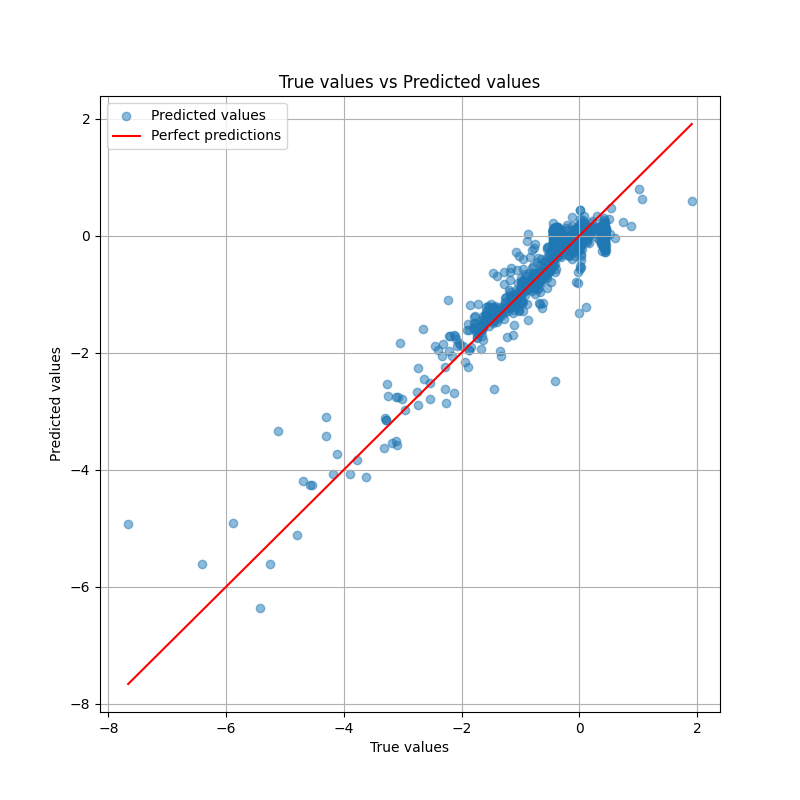 True values vs Predicted values
Predicted values
Perfect predictions
2
0
−2
−4
−6
−8
Predicted values
−8 −6 −4 −2 0 2
True values